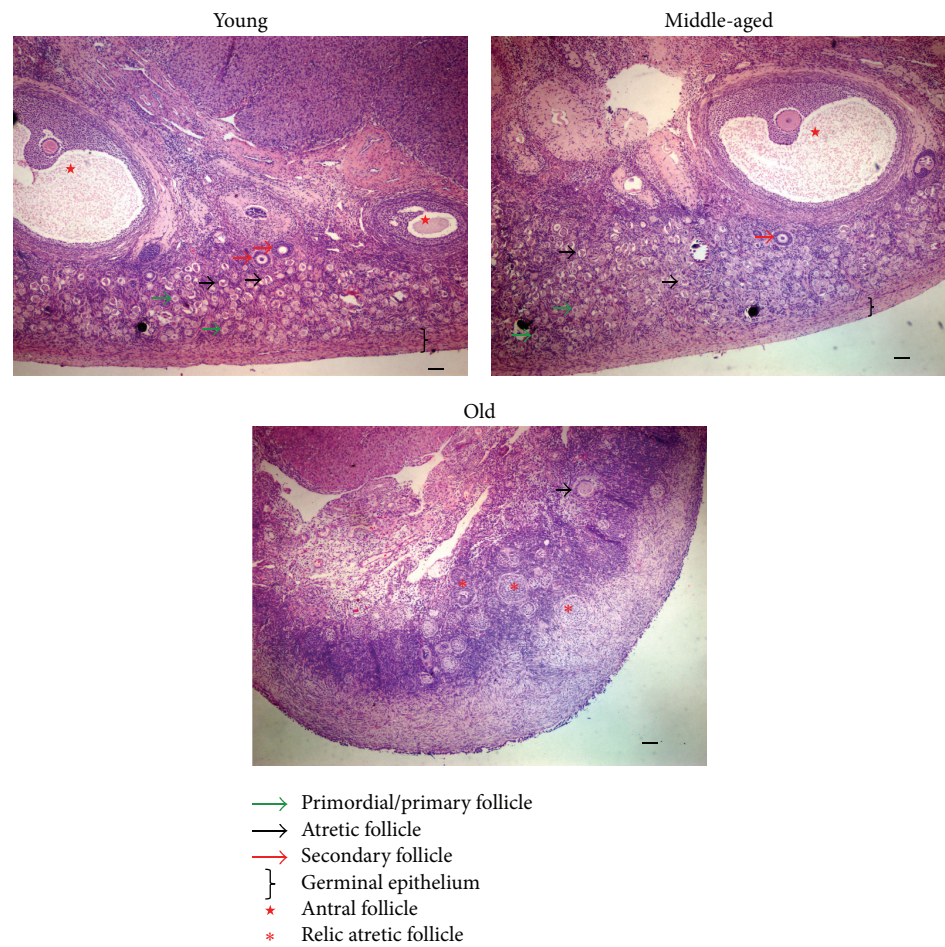 Young
Middle-aged
Old
Primordial/primary follicle
Atretic follicle
Secondary follicle
Germinal epithelium
Antral follicle
Relic atretic follicle